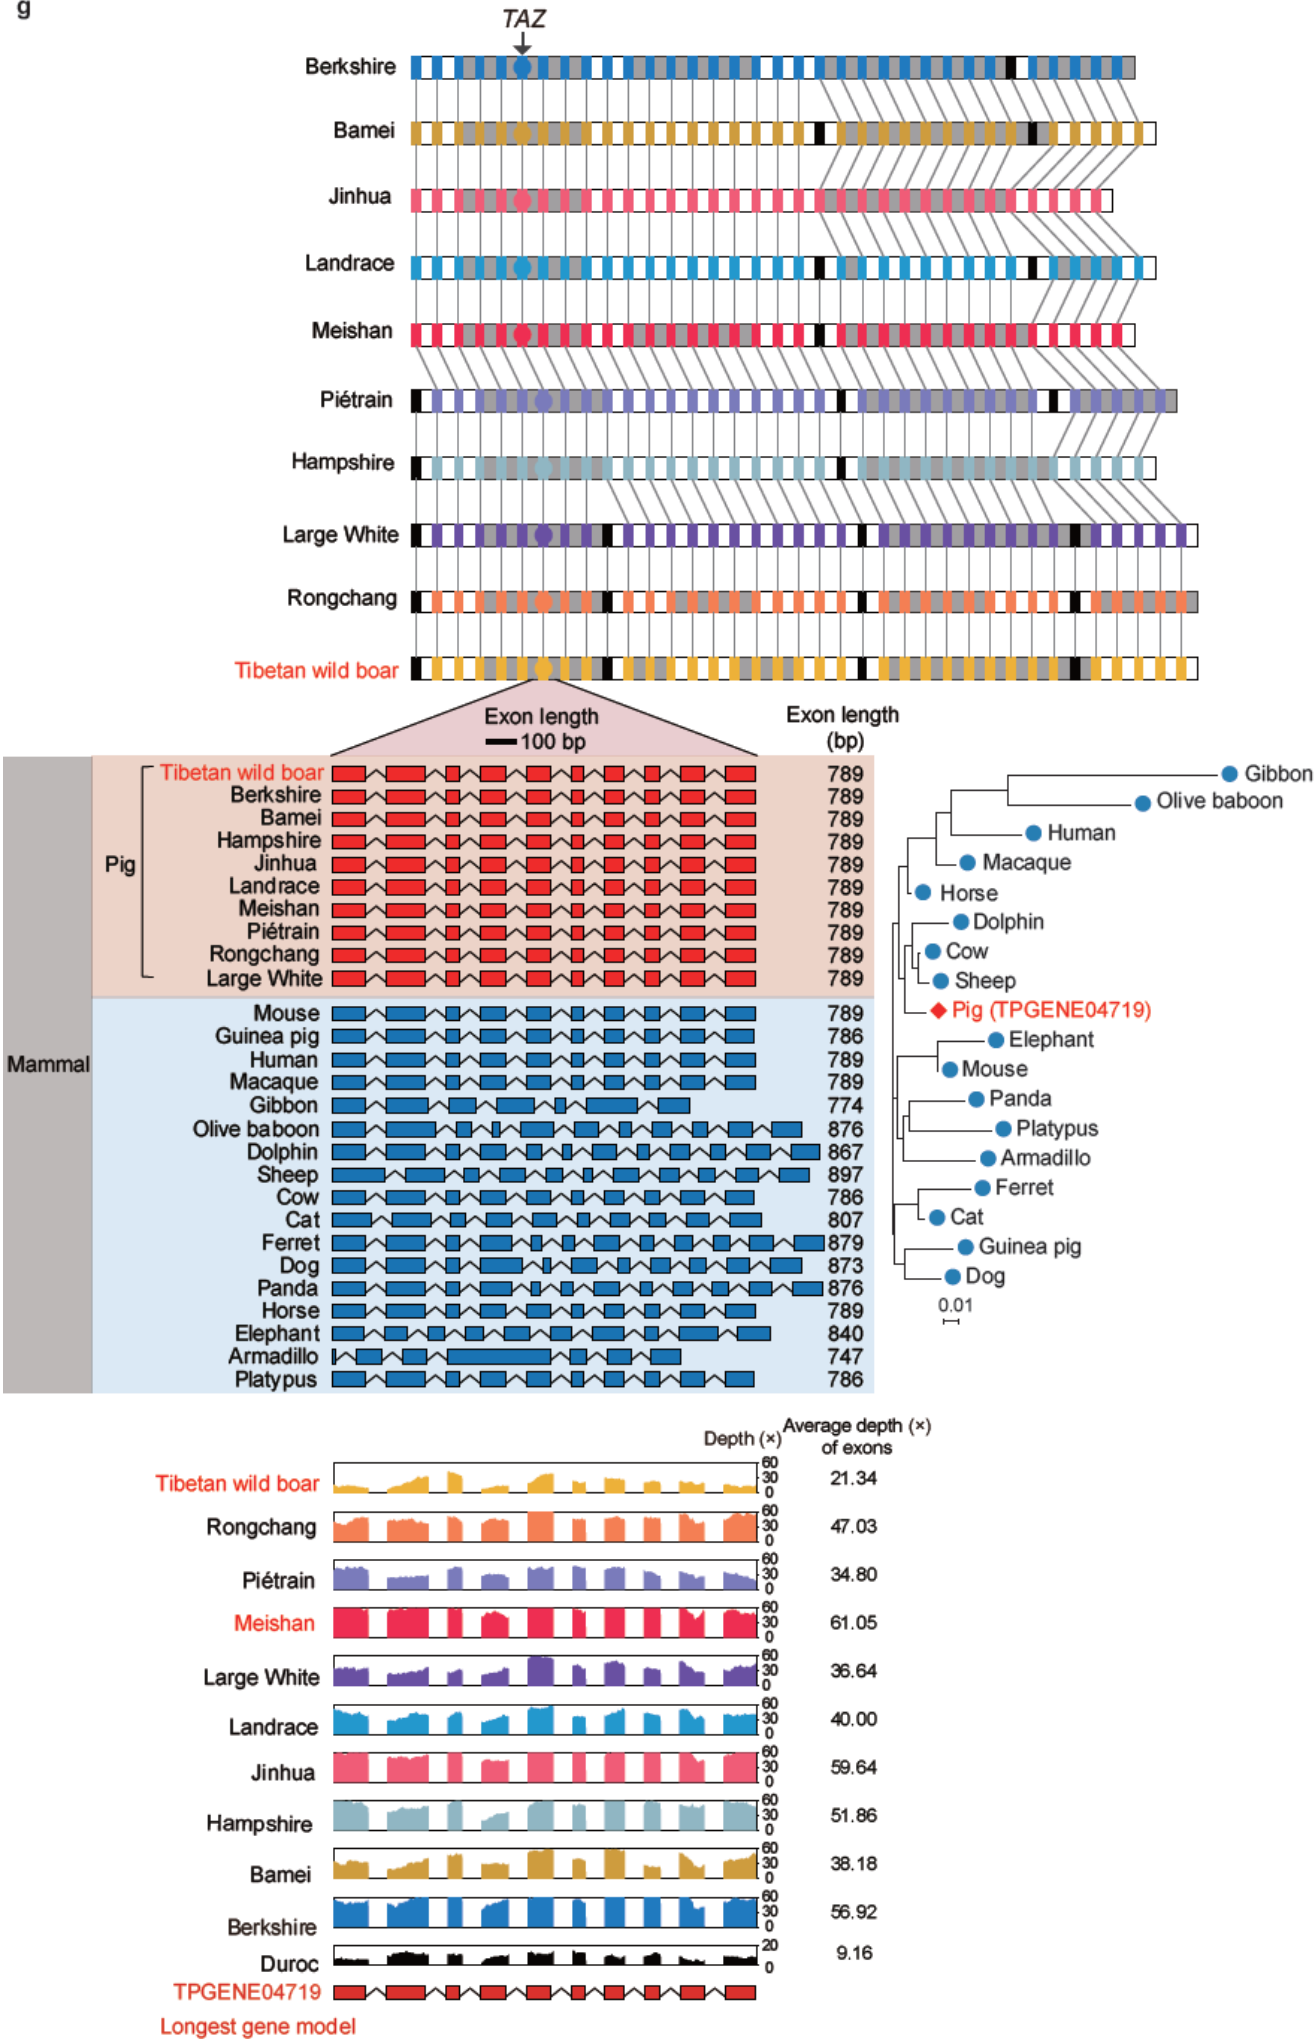 g
TAZ
Berkshire
Bamei
Jinhua
Landrace
Meishan
Piétrain
Hampshire
Large White
Rongchang
Tibetan wild boar
Exon length
100 bp
Exon length
(bp)
Mammal
Pig
Tibetan wild boar 789
Berkshire 789
Bamei 789
Hampshire 789
Jinhua 789
Landrace 789
Meishan 789
Piétrain 789
Rongchang 789
Large White 789
Mouse 789
Guinea pig 786
Human 789
Macaque 789
Gibbon 774
Olive baboon 876
Dolphin 867
Sheep 897
Cow 786
Cat 807
Ferret 879
Dog 873
Panda 876
Horse 789
Elephant 840
Armadillo 747
Platypus 786
Gibbon
Olive baboon
Human
Macaque
Horse
Dolphin
Cow
Sheep
Pig (TPGENE04719)
Elephant
Mouse
Panda
Platypus
Armadillo
Ferret
Cat
Guinea pig
Dog
0.01
Depth (×)
Average depth (×)
of exons
Tibetan wild boar 60 30 0 21.34
Rongchang 60 30 0 47.03
Piétrain 60 30 0 34.80
Meishan 60 30 0 61.05
Large White 60 30 0 36.64
Landrace 60 30 0 40.00
Jinhua 60 30 0 59.64
Hampshire 60 30 0 51.86
Bamei 60 30 0 38.18
Berkshire 60 30 0 56.92
Duroc 20 0 9.16
TPGENE04719
Longest gene model